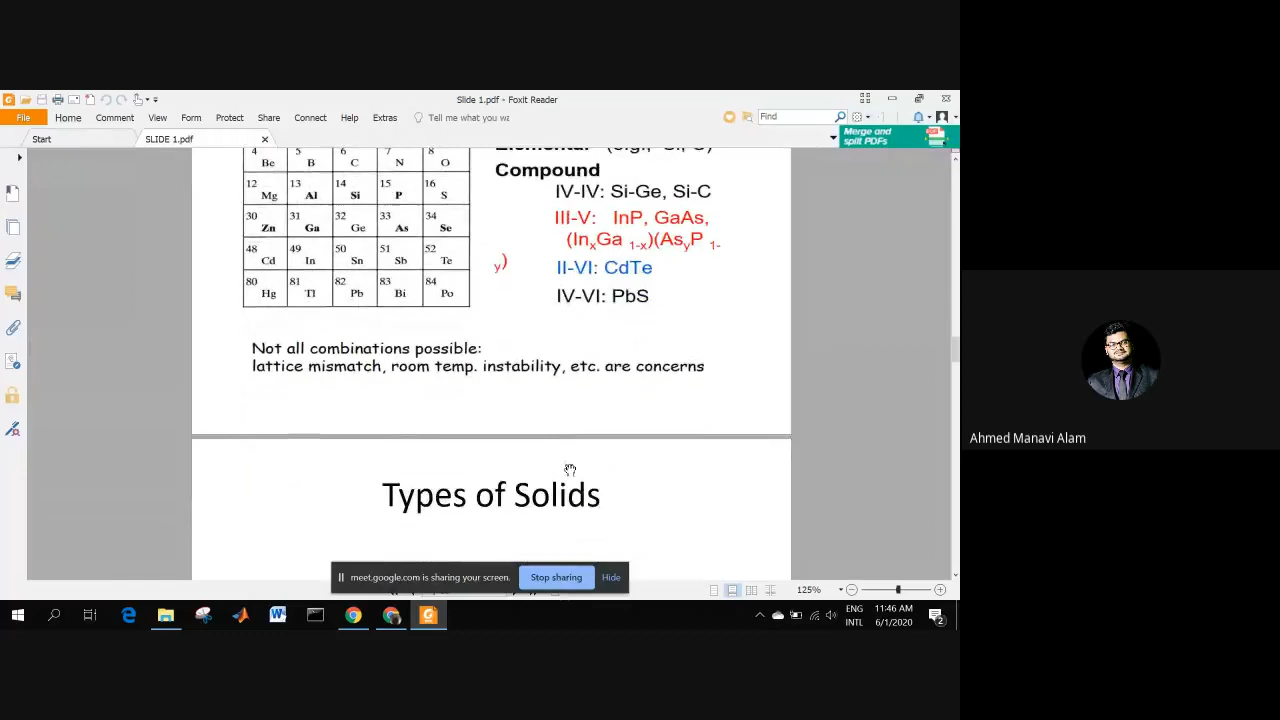 Slide 1.pdf - Foxit Reader
File Home Comment View Form Protect Share Connect Help Extras Tell me what you wa Find
Start SLIDE 1.pdf
Merge and split PDFs
4 5 6 7 8
Be B C N O
12 13 14 15 16
Mg Al Si P S
30 31 32 33 34
Zn Ga Ge As Se
48 49 50 51 52
Cd In Sn Sb Te
80 81 82 83 84
Hg Tl Pb Bi Po
Elemental (e.g., Si, C)
Compound
IV-IV: Si-Ge, Si-C
III-V: InP, GaAs,
(InxGa 1-x)(AsyP 1-
y)
II-VI: CdTe
IV-VI: PbS
Not all combinations possible:
lattice mismatch, room temp. instability, etc. are concerns
Types of Solids
meet.google.com is sharing your screen. Stop sharing Hide
125%
ENG
INTL
11:46 AM
6/1/2020
2
Ahmed Manavi Alam